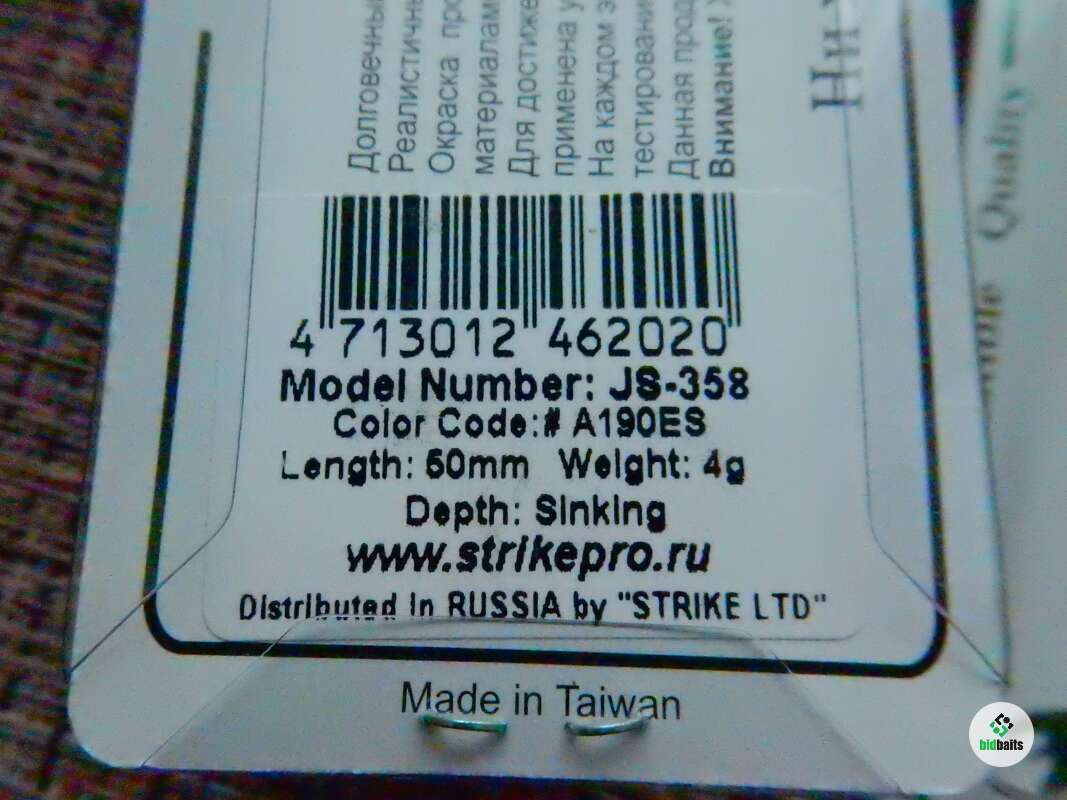 Долговечны
Реалистичны
Окраска про
материалам
Для достиже
применена у
На каждом э
тестировани
Данная прод
Внимание!
4 713012 462020
Model Number: JS-358
Color Code:# A190ES
Length: 50mm Weight: 4g
Depth: Sinking
www.strikepro.ru
Distributed in RUSSIA by "STRIKE LTD"
Made in Taiwan
Quality
bidbaits